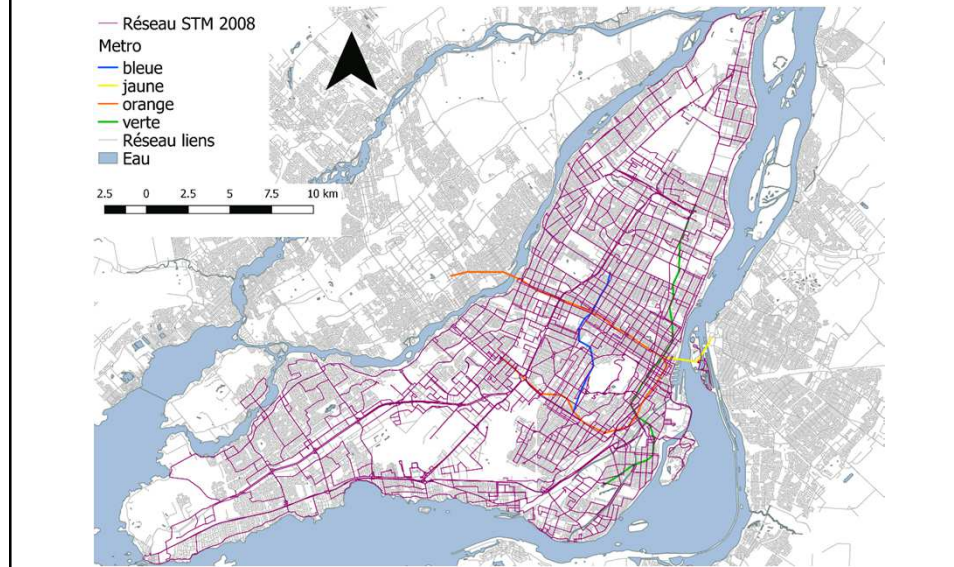 Réseau STM 2008
Metro
bleue
jaune
orange
verte
Réseau liens
Eau
2.5 0 2.5 5 7.5 10 km